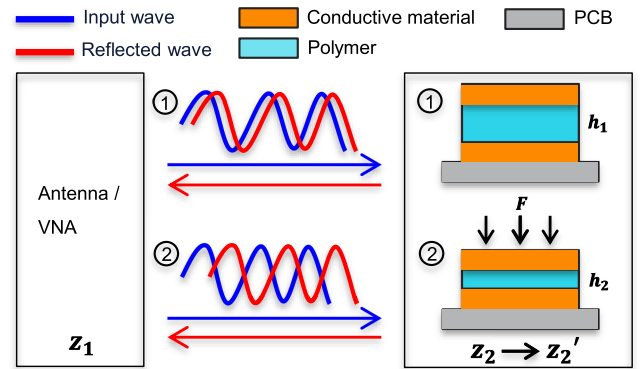 Input wave
Conductive material
PCB
Reflected wave
Polymer
Antenna /
VNA
Z₁
①
②
①
h₁
F
②
h₂
Z₂ → Z₂′